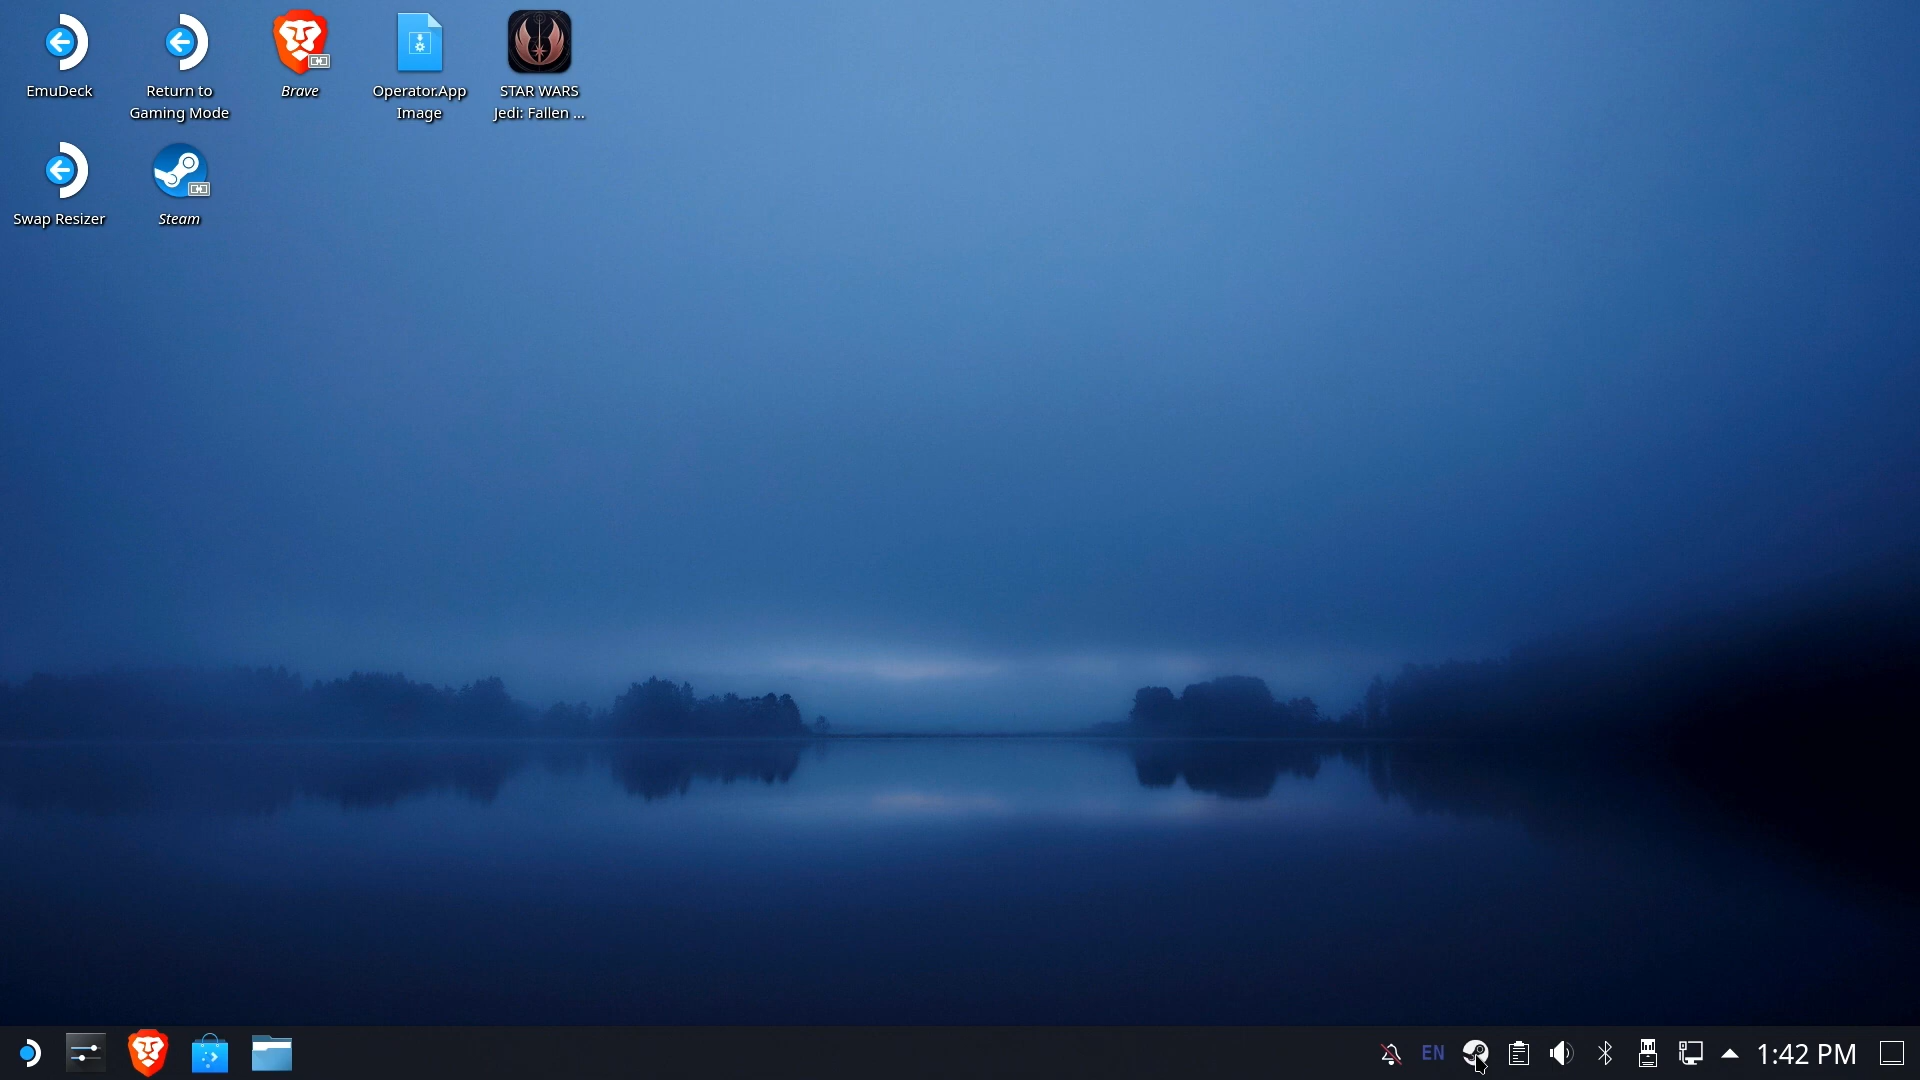 EmuDeck
Return to
Gaming Mode
Brave
Operator.App
Image
STAR WARS
Jedi: Fallen ...
Swap Resizer
Steam
EN
1:42 PM